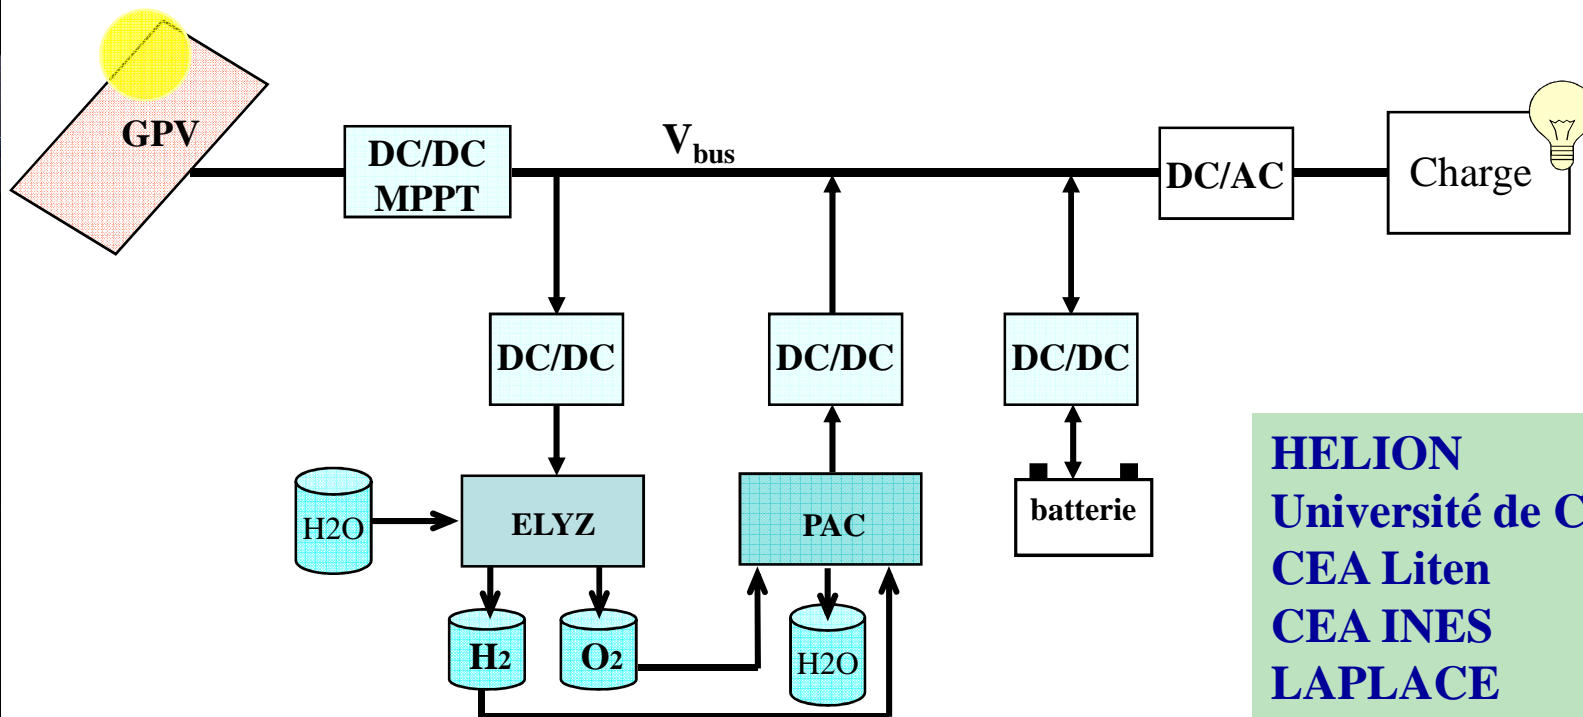 GPV
DC/DC
MPPT
Vbus
DC/AC
Charge
DC/DC
DC/DC
DC/DC
H2O
ELYZ
PAC
batterie
H2
O2
H2O
HELION
Université de C
CEA Liten
CEA INES
LAPLACE